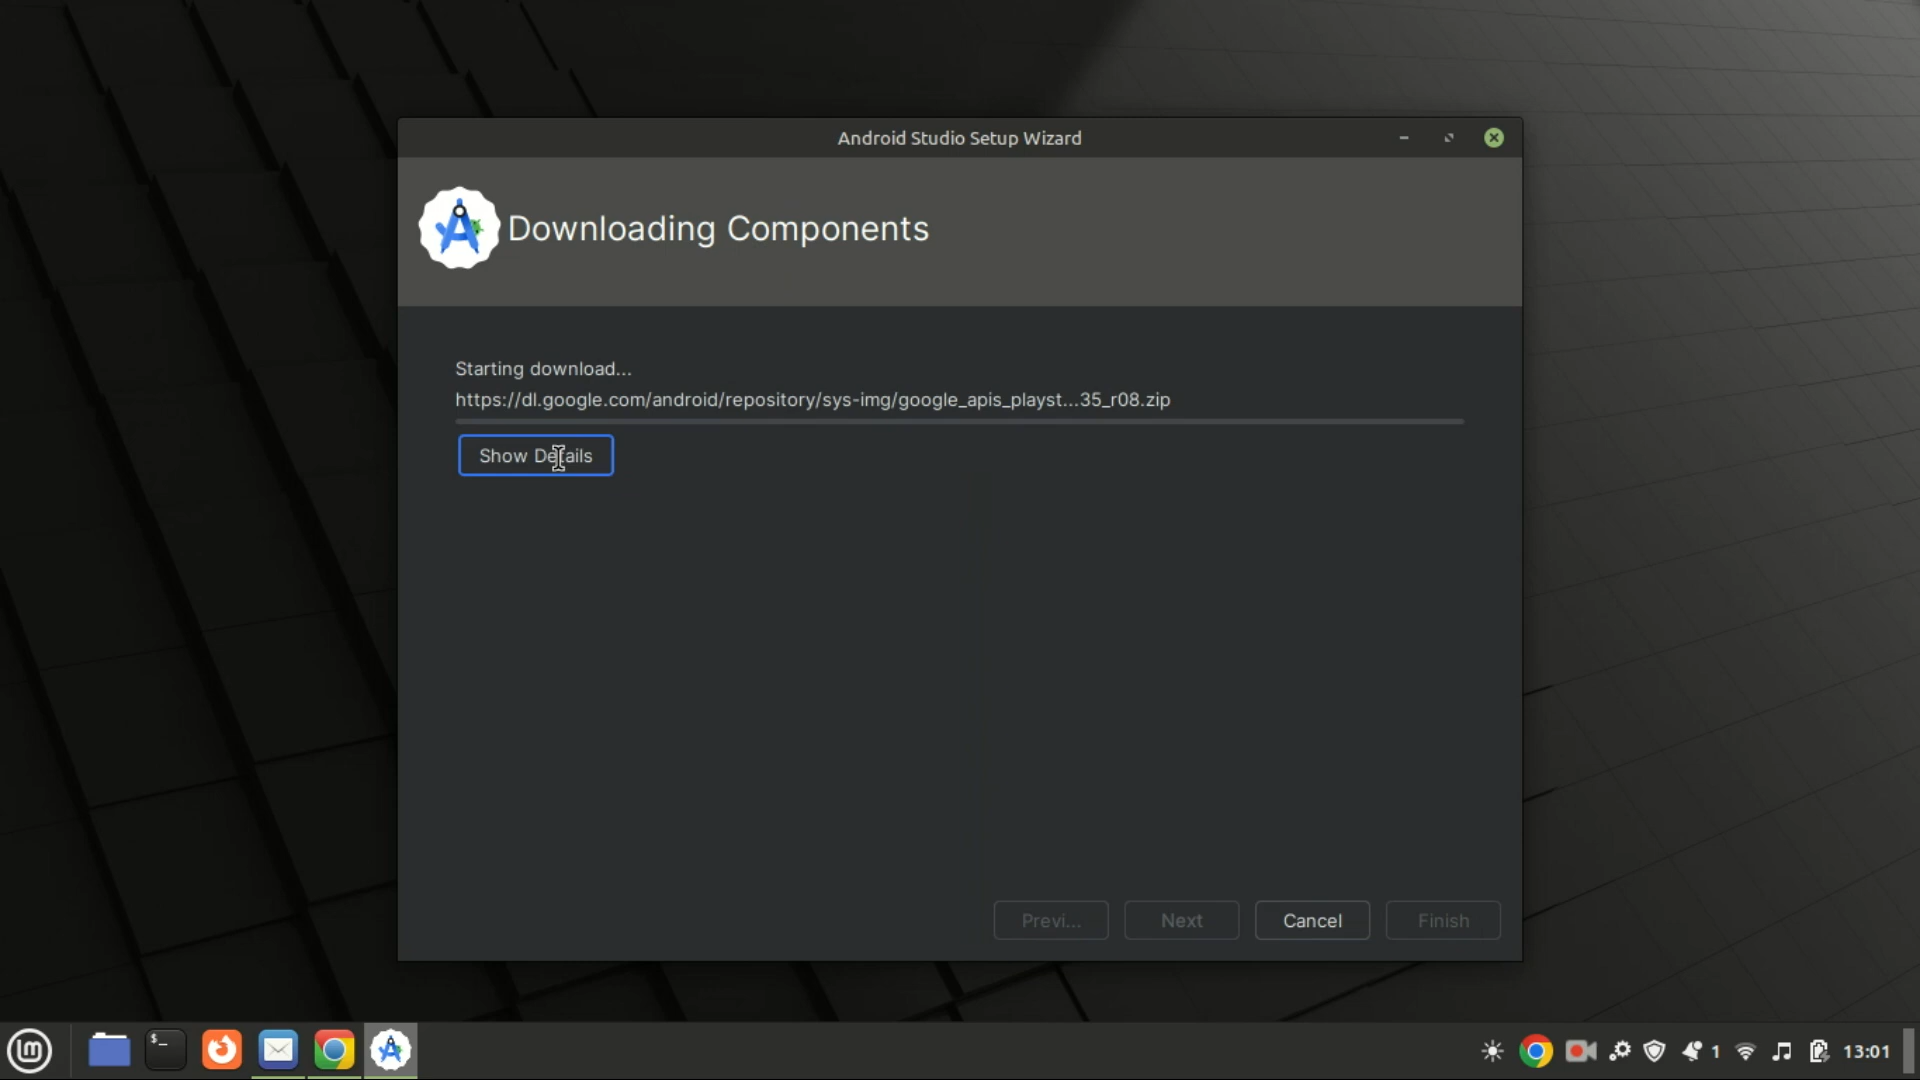 Android Studio Setup Wizard
Downloading Components
Starting download...
https://dl.google.com/android/repository/sys-img/google_apis_playst...35_r08.zip
Show Details
Previ...
Next
Cancel
Finish
$_
lm
1
13:01